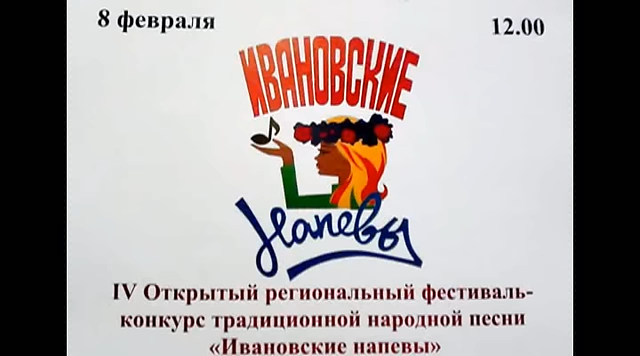 8 февраля
12.00
ИВАНОВСКИЕ
Напевы
IV Открытый региональный фестиваль-
конкурс традиционной народной песни
«Ивановские напевы»